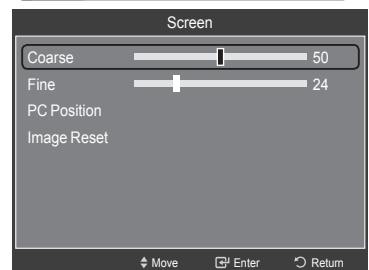 Screen
Coarse 50
Fine 24
PC Position
Image Reset
Move Enter Return